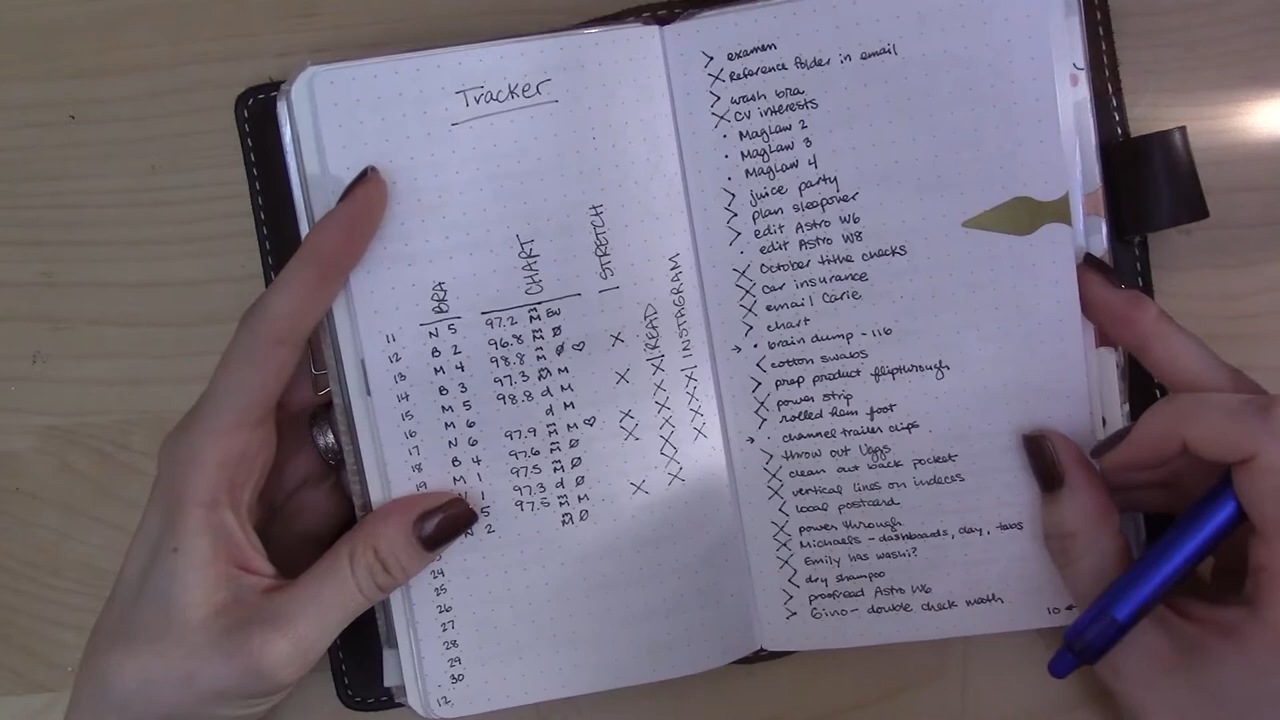 Tracker
BRA
CHART
STRETCH
READ
INSTAGRAM
11 N 5 97.2 M EW
12 B 2 96.8 M Ø
13 M 4 98.8 M Ø ♡ X
14 B 3 97.3 M M
15 M 5 98.8 d M X X X
16 M 6 d M X X
17 N 6 97.9 M M ♡ X X X
18 B 4 97.6 M Ø X X X
19 M 1 97.5 M Ø X
1 97.3 d Ø X
5 97.5 M M X
N 2 M Ø
24
25
26
27
28
29
30
12
> examen
X Reference folder in email
> wash bra
X CV interests
· MagLaw 2
· MagLaw 3
· MagLaw 4
> juice party
> plan sleepover
> edit Astro W6
· edit Astro W8
X October tithe checks
X car insurance
X email Carie
> chart
→ · brain dump - 116
< cotton swabs
> prep product flipthrough
X power strip
> rolled hem foot
→ · channel trailer clips
> throw out Uggs
X clean out back pocket
X vertical lines on indeces
< local postcard
X power through
X Michaels - dashboards, day, tabs
X Emily has washi?
< dry shampoo
> proofread Astro W6
> Gino - double check math
10 ←